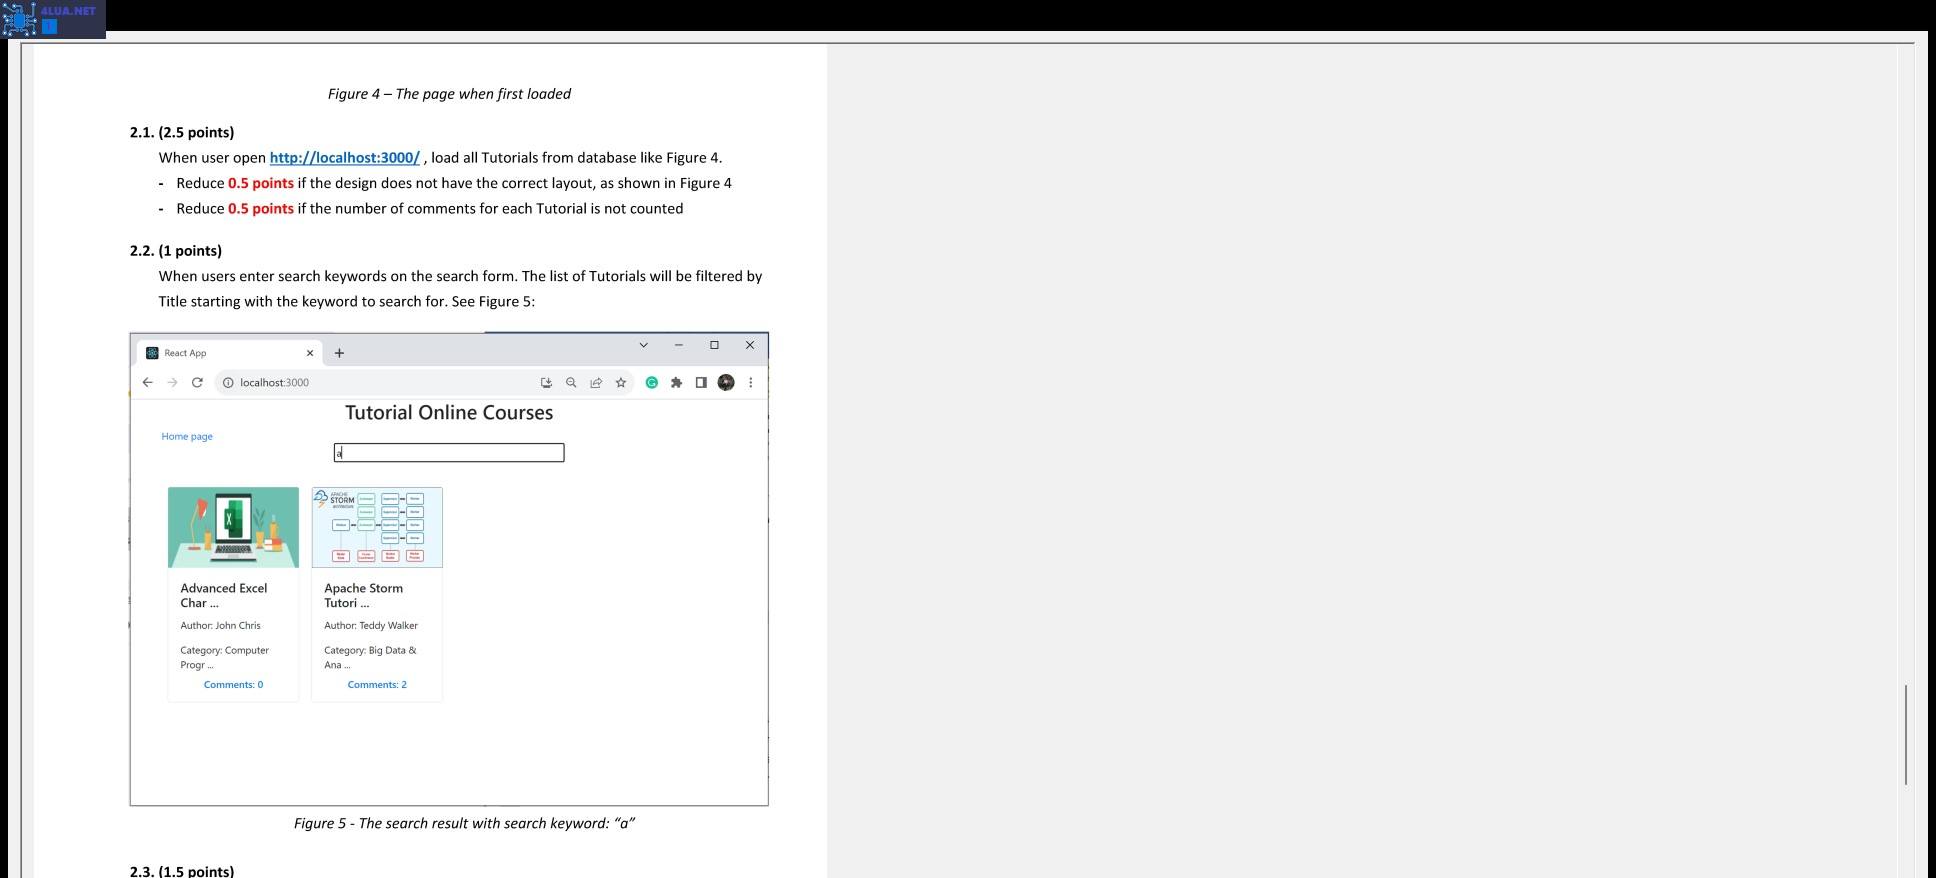 4LUA.NET
Figure 4 – The page when first loaded
2.1. (2.5 points)
When user open http://localhost:3000/ , load all Tutorials from database like Figure 4.
- Reduce 0.5 points if the design does not have the correct layout, as shown in Figure 4
- Reduce 0.5 points if the number of comments for each Tutorial is not counted
2.2. (1 points)
When users enter search keywords on the search form. The list of Tutorials will be filtered by
Title starting with the keyword to search for. See Figure 5:
React App
localhost:3000
Tutorial Online Courses
Home page
a
APACHE
STORM
Advanced Excel
Char ...
Author: John Chris
Category: Computer
Progr ...
Comments: 0
Apache Storm
Tutori ...
Author: Teddy Walker
Category: Big Data &
Ana ...
Comments: 2
Figure 5 - The search result with search keyword: “a”
2.3. (1.5 points)